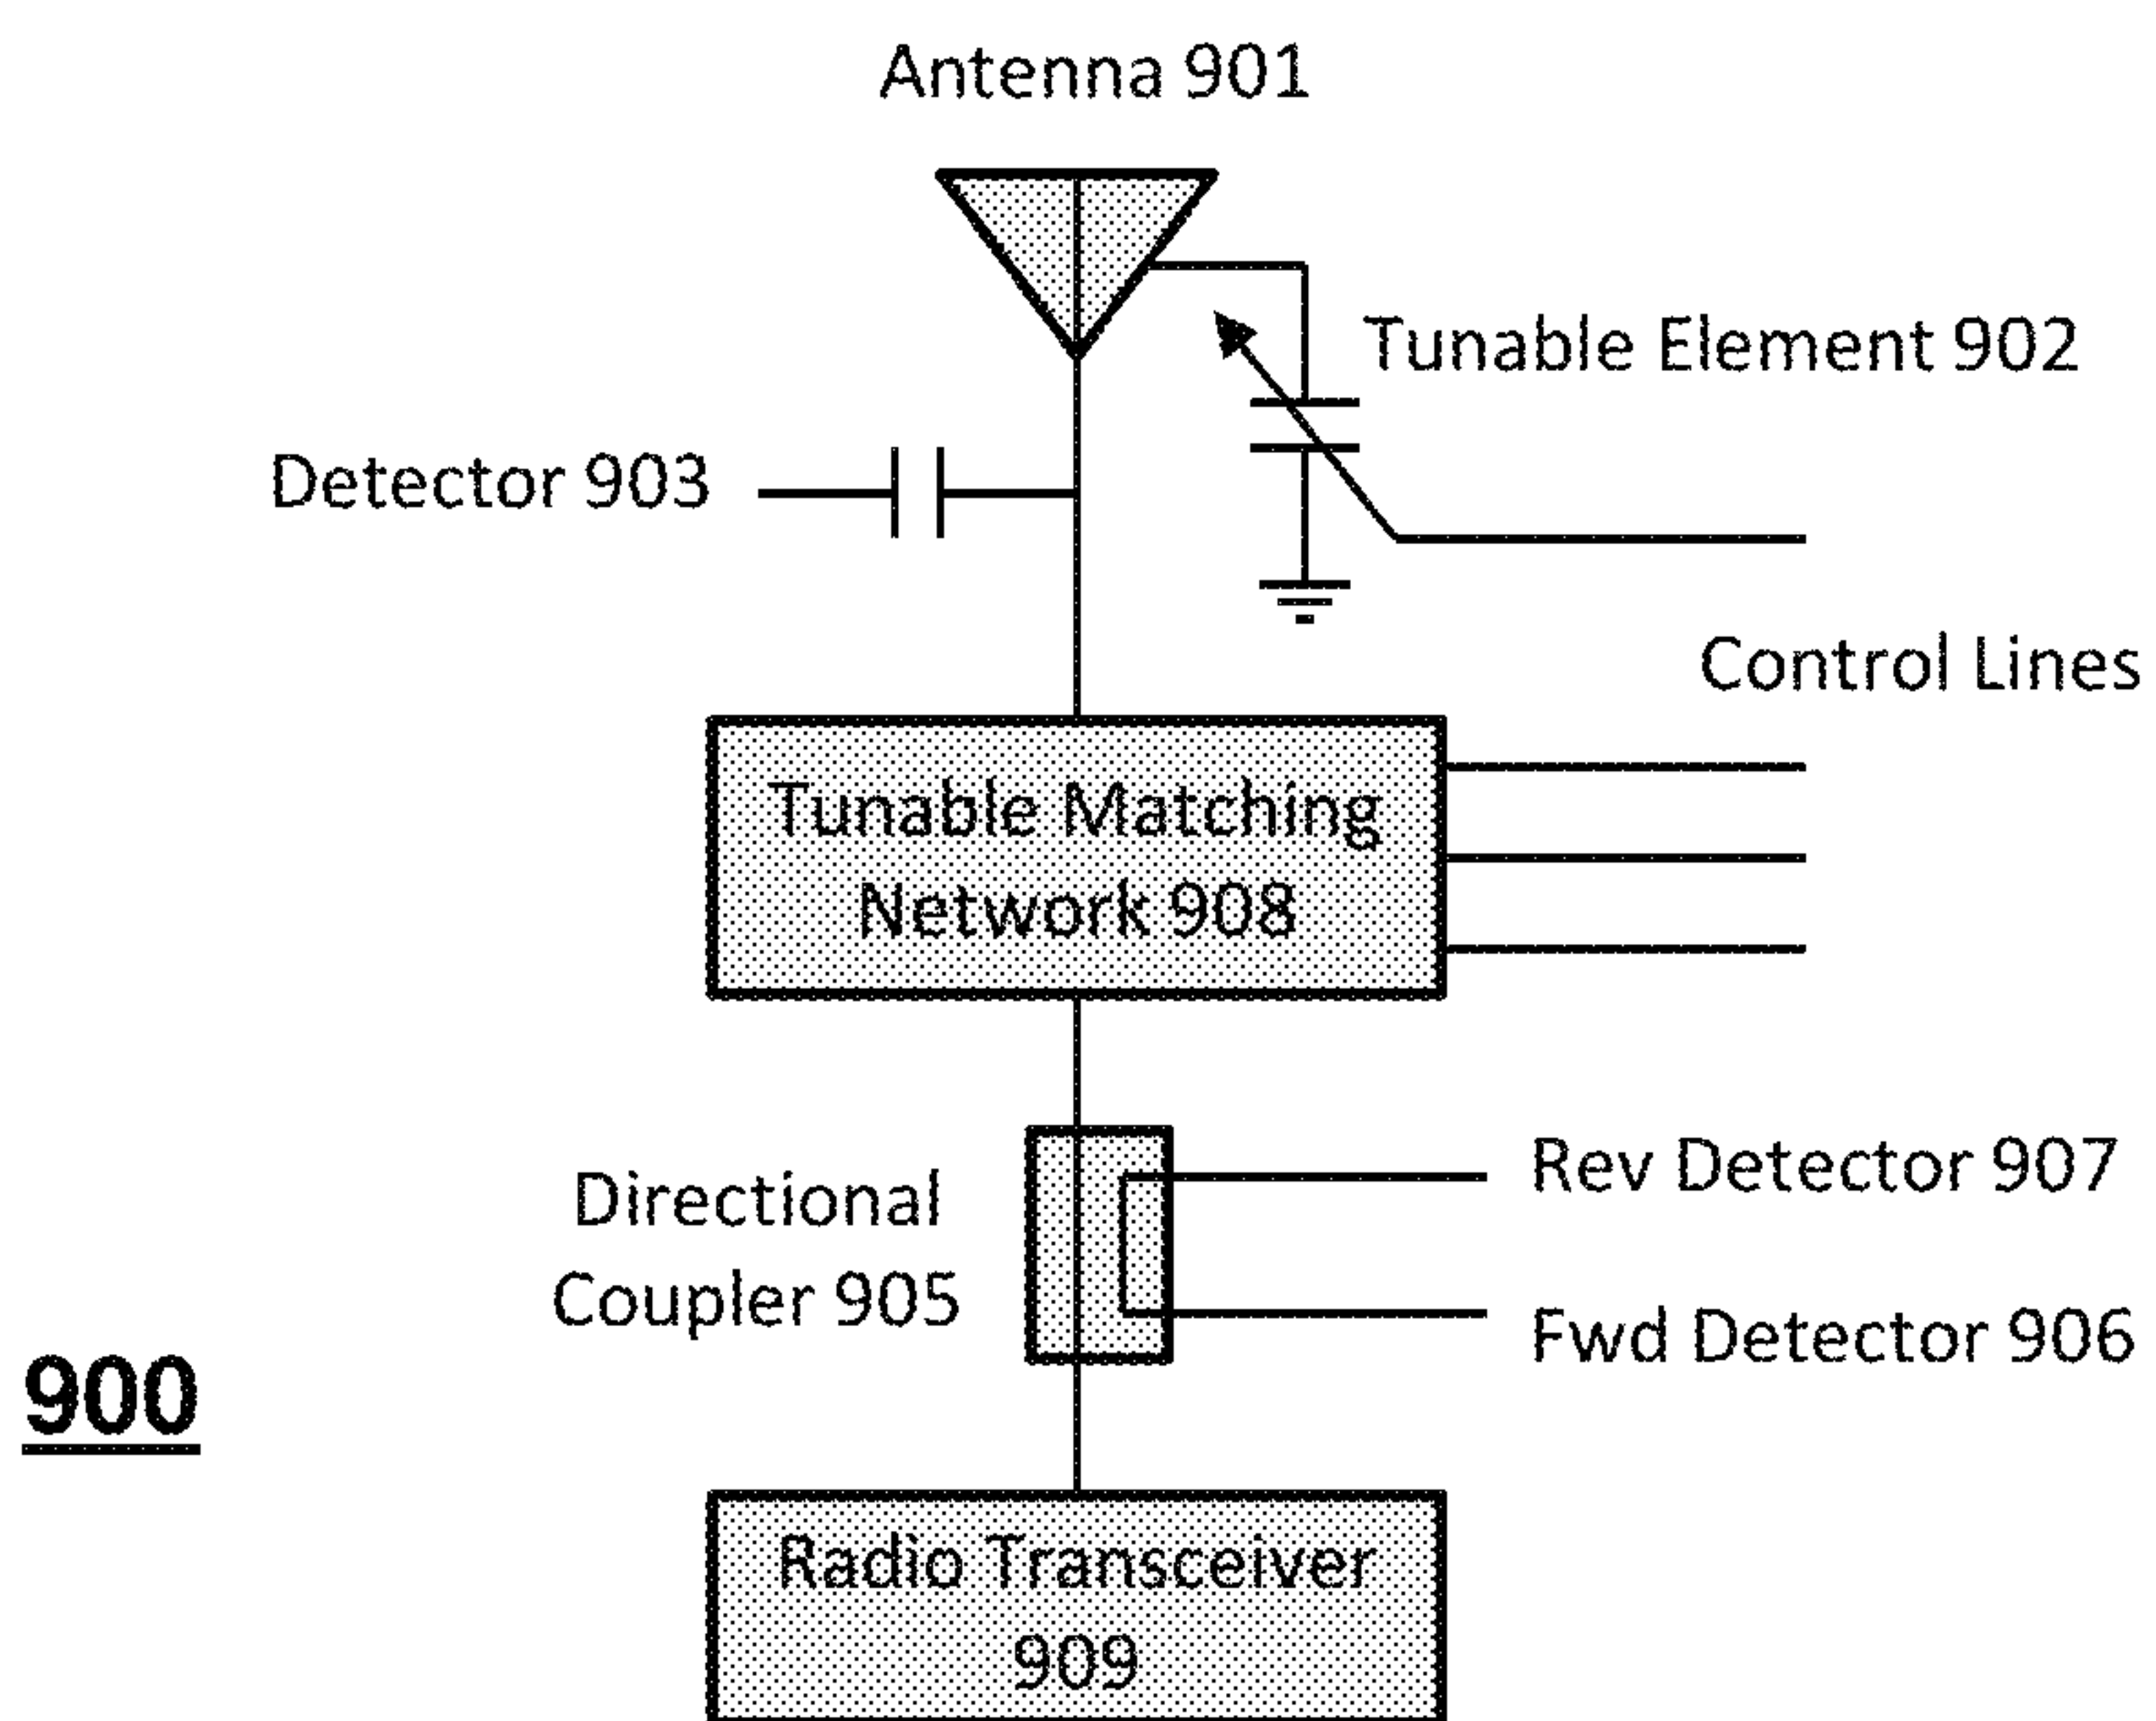 Antenna 901
Tunable Element 902
Detector 903
Control Lines
Tunable Matching
Network 908
Directional
Coupler 905
Rev Detector 907
Fwd Detector 906
900
Radio Transceiver
909